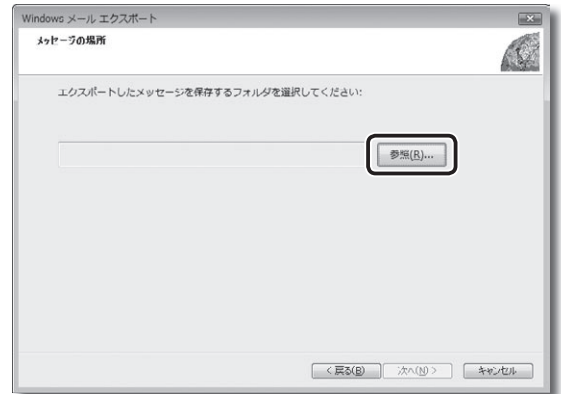 Windows メール エクスポート
メッセージの場所
エクスポートしたメッセージを保存するフォルダを選択してください:
参照(R)...
< 戻る(B)
次へ(N) >
キャンセル